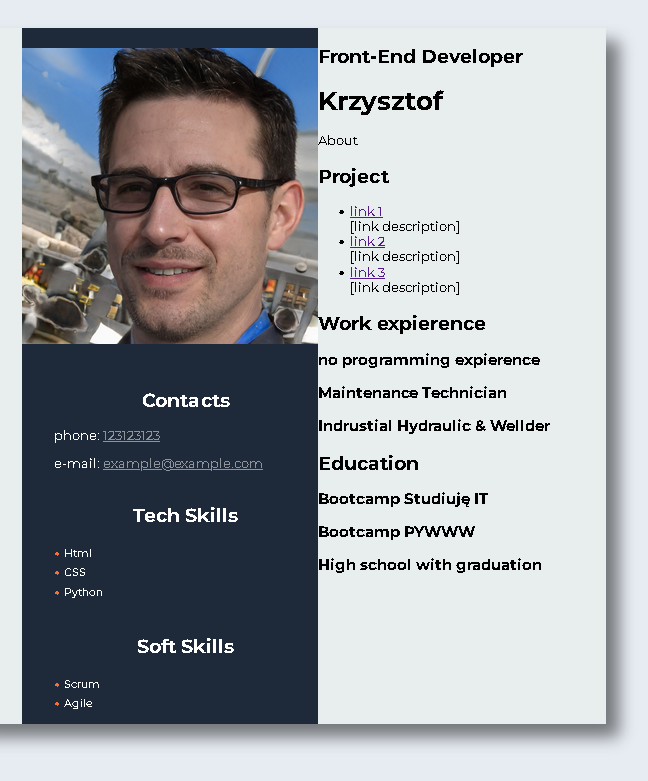 Contacts
phone: 123123123
e-mail: example@example.com
Tech Skills
Html
CSS
Python
Soft Skills
Scrum
Agile
Front-End Developer
Krzysztof
About
Project
link 1
[link description]
link 2
[link description]
link 3
[link description]
Work expierence
no programming expierence
Maintenance Technician
Indrustial Hydraulic & Wellder
Education
Bootcamp Studiuję IT
Bootcamp PYWWW
High school with graduation